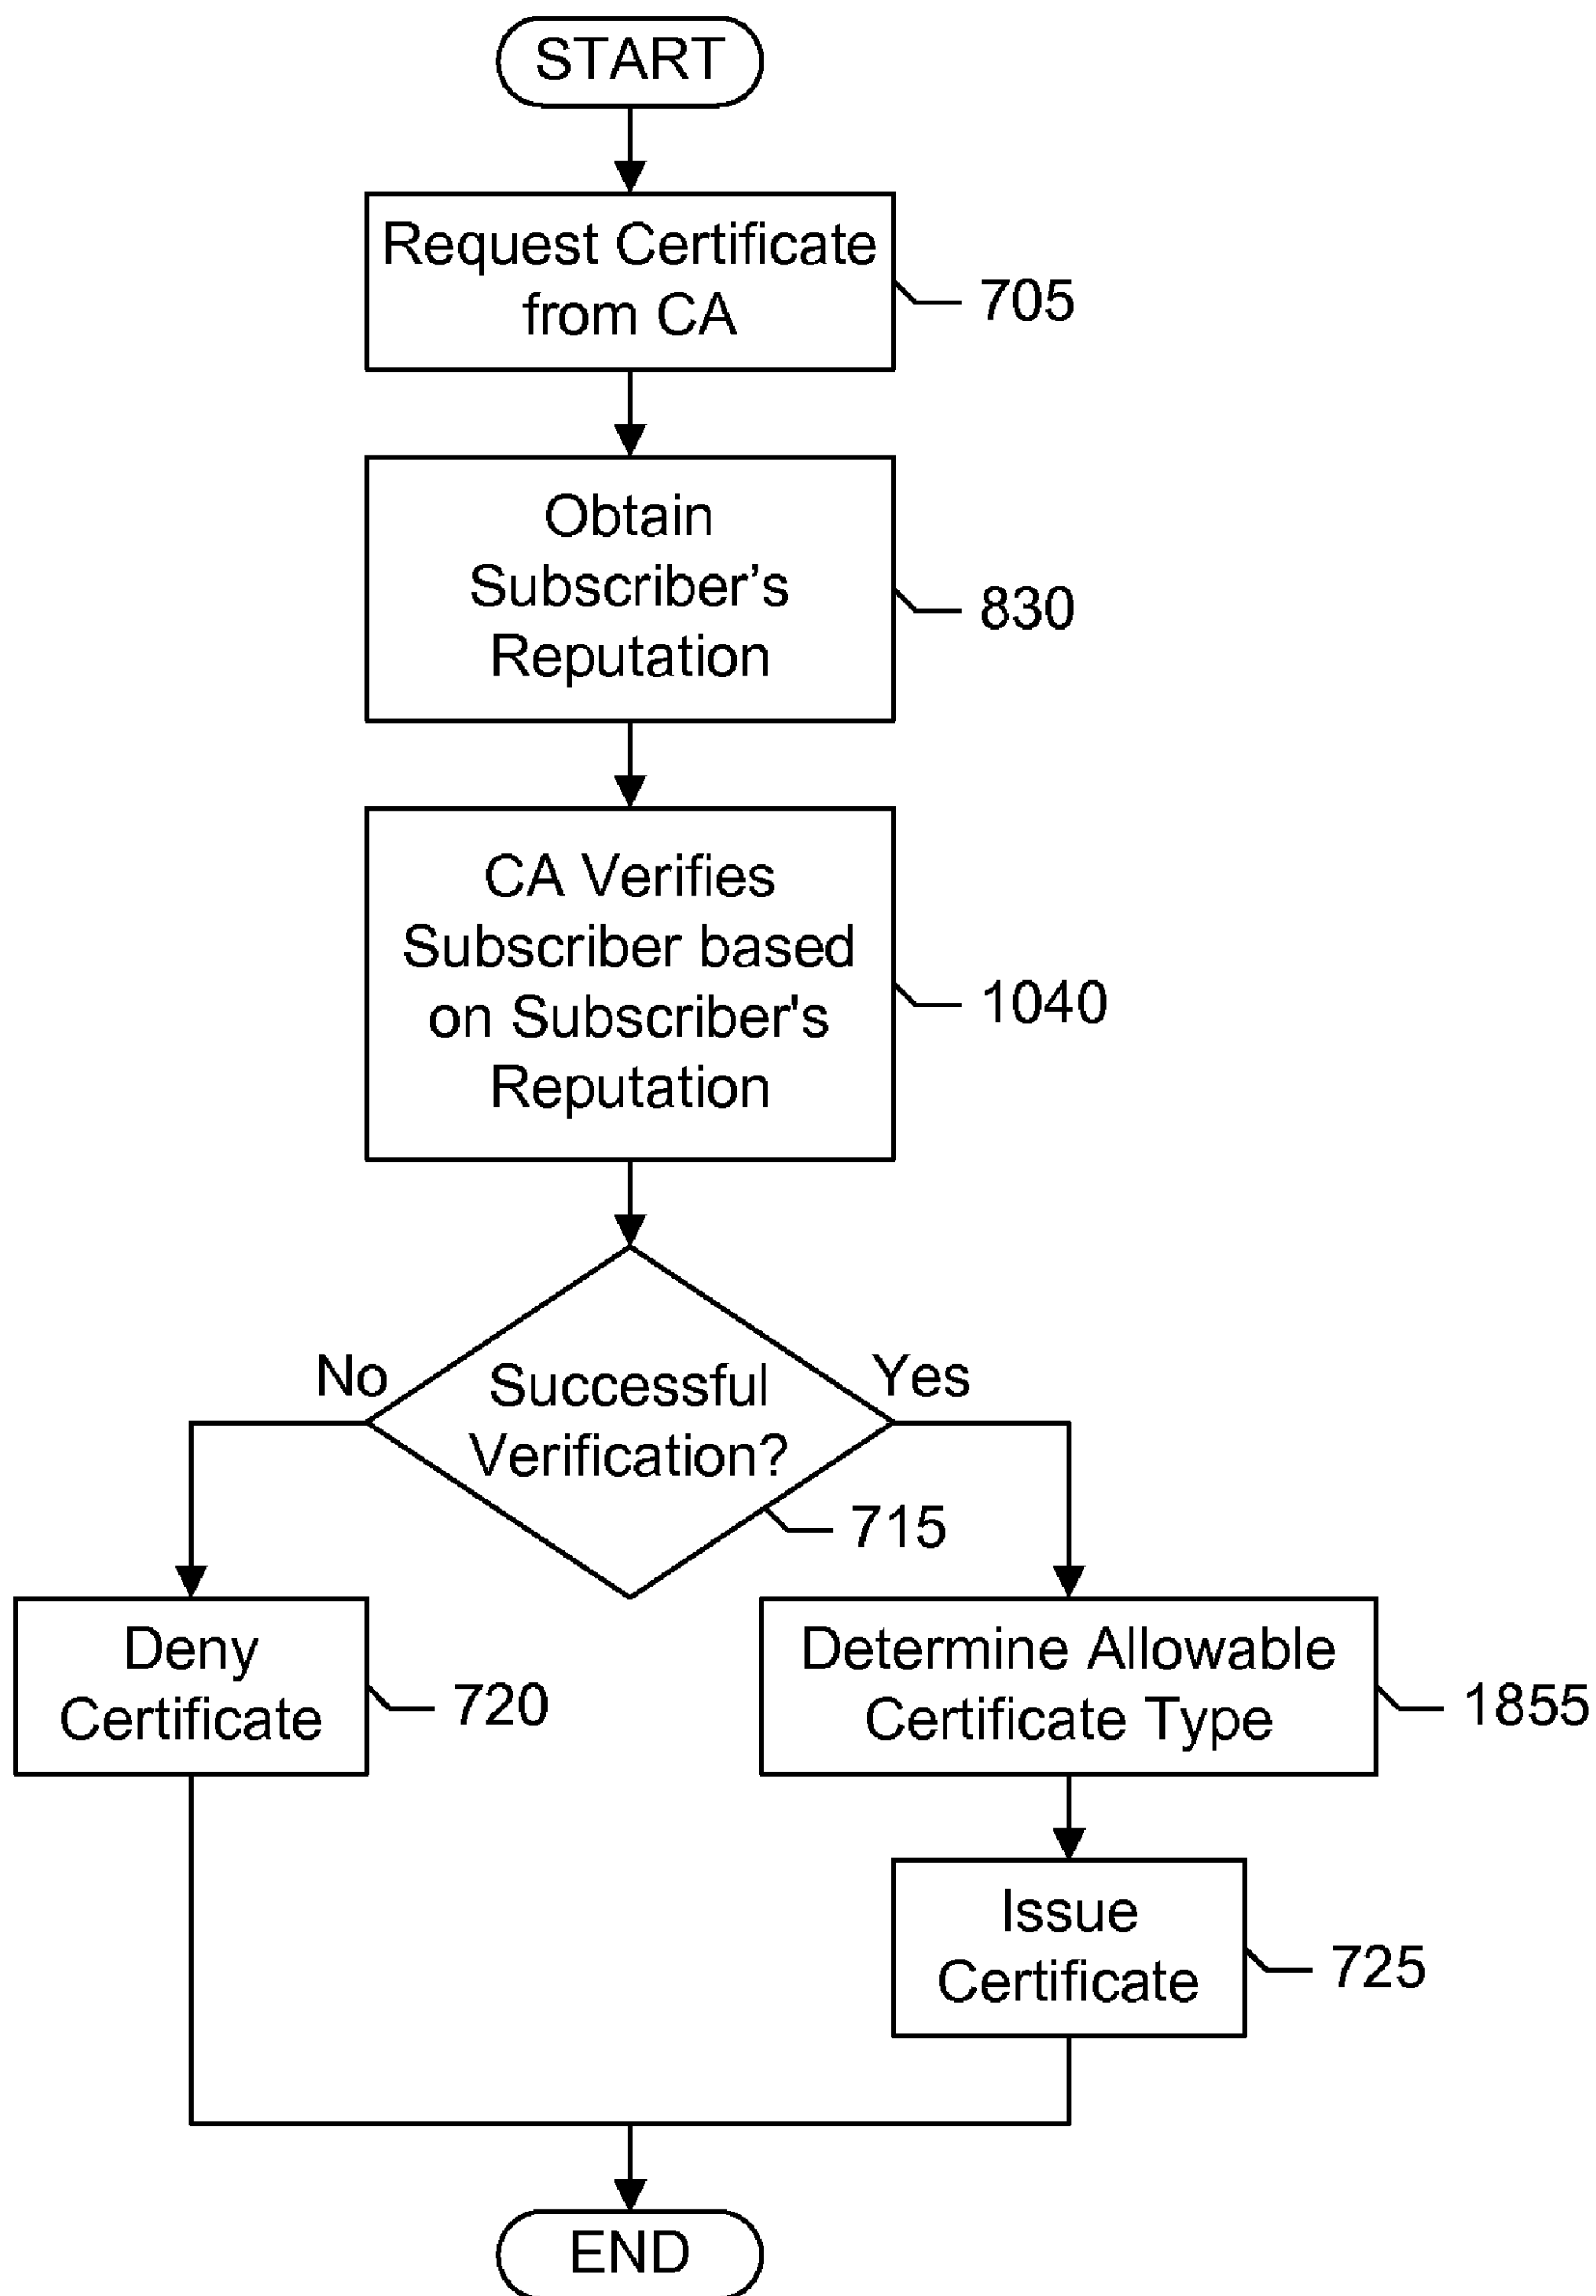 START
Request Certificate
from CA
705
Obtain
Subscriber’s
Reputation
830
CA Verifies
Subscriber based
on Subscriber's
Reputation
1040
No
Successful
Verification?
Yes
715
Deny
Certificate
720
Determine Allowable
Certificate Type
1855
Issue
Certificate
725
END